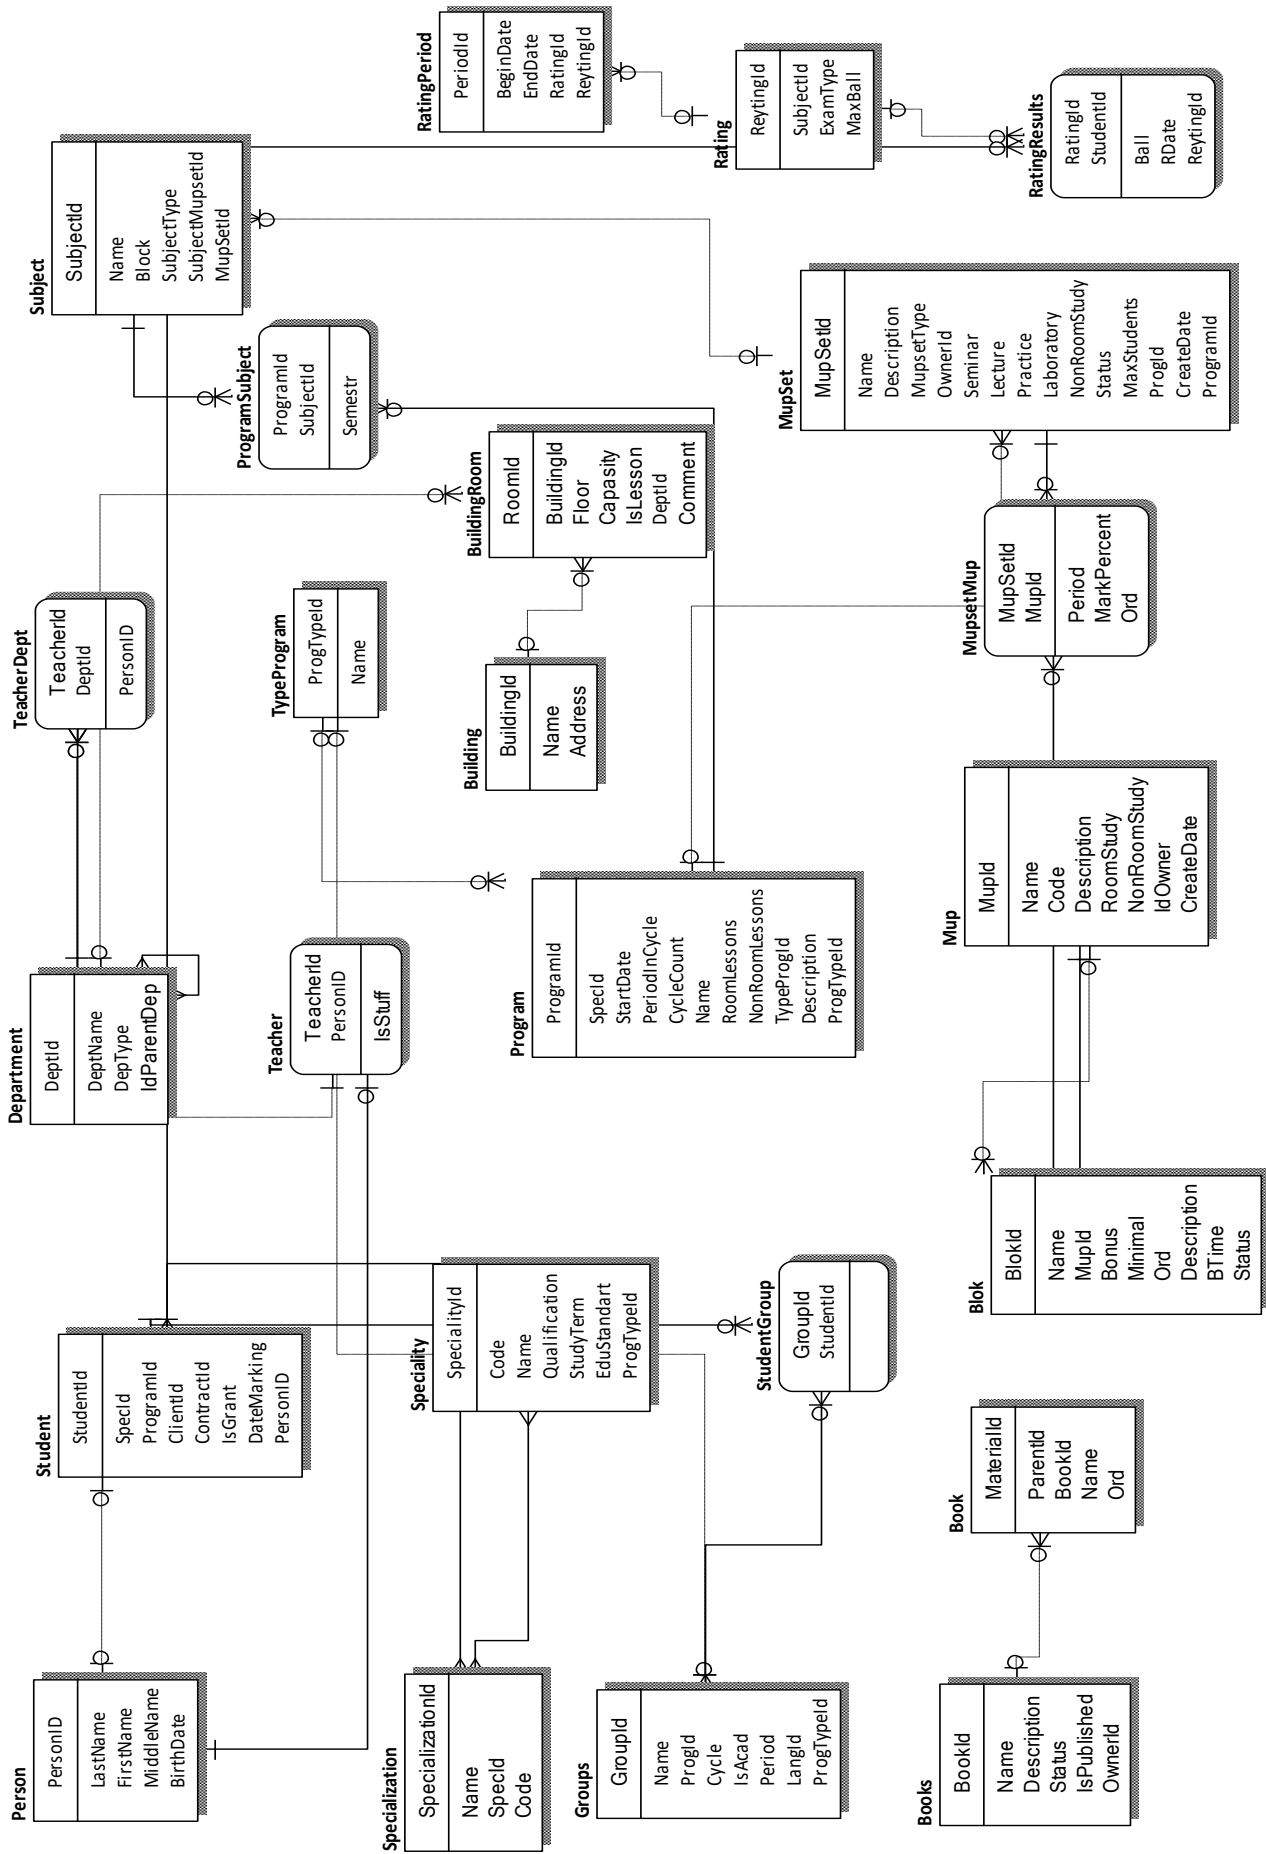 Person
PersonID
LastName
FirstName
MiddleName
BirthDate
Student
StudentId
SpecId
ProgramId
ClientId
ContractId
IsGrant
DateMarking
PersonID
Department
DeptId
DeptName
DepType
IdParentDep
TeacherDept
TeacherId
DeptId
PersonID
Subject
SubjectId
Name
Block
SubjectType
SubjectMupsetId
MupSetId
ProgramSubject
ProgramId
SubjectId
Semestr
Teacher
TeacherId
PersonID
IsStuff
TypeProgram
ProgTypeId
Name
RatingPeriod
PeriodId
BeginDate
EndDate
RatingId
ReytingId
Specialization
SpecializationId
Name
SpecId
Code
Speciality
SpecialityId
Code
Name
Qualification
StudyTerm
EduStandart
ProgTypeId
Building
BuildingId
Name
Address
BuildingRoom
RoomId
BuildingId
Floor
Capasity
IsLesson
DeptId
Comment
Program
ProgramId
SpecId
StartDate
PeriodInCycle
CycleCount
Name
RoomLessons
NonRoomLessons
TypeProgId
Description
ProgTypeId
Groups
GroupId
Name
ProgId
Cycle
IsAcad
Period
LangId
ProgTypeId
StudentGroup
GroupId
StudentId
Rating
ReytingId
SubjectId
ExamType
MaxBall
MupSet
MupSetId
Name
Description
MupsetType
OwnerId
Seminar
Lecture
Practice
Laboratory
NonRoomStudy
Status
MaxStudents
ProgId
CreateDate
ProgramId
RatingResults
RatingId
StudentId
Ball
RDate
ReytingId
Books
BookId
Name
Description
Status
IsPublished
OwnerId
Book
MaterialId
ParentId
BookId
Name
Ord
Blok
BlokId
Name
MupId
Bonus
Minimal
Ord
Description
BTime
Status
Mup
MupId
Name
Code
Description
RoomStudy
NonRoomStudy
IdOwner
CreateDate
MupsetMup
MupSetId
MupId
Period
MarkPercent
Ord